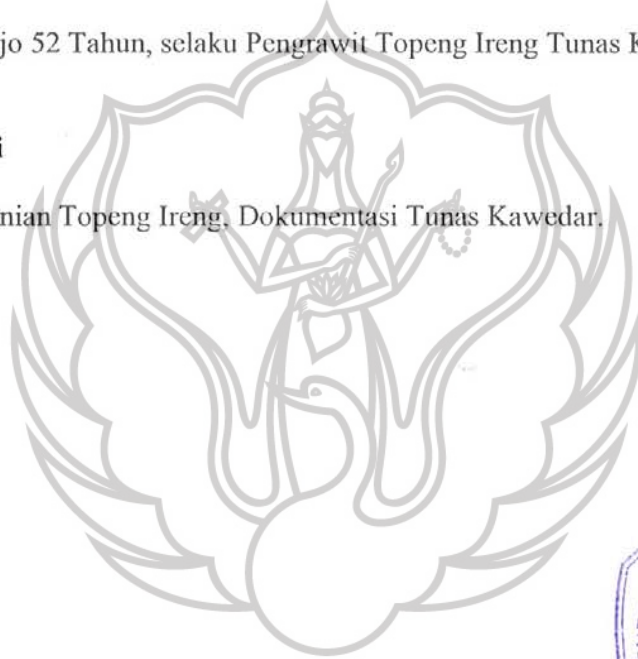 jo 52 Tahun, selaku Pengrawit Topeng Ireng Tunas K
i
nian Topeng Ireng, Dokumentasi Tunas Kawedar.